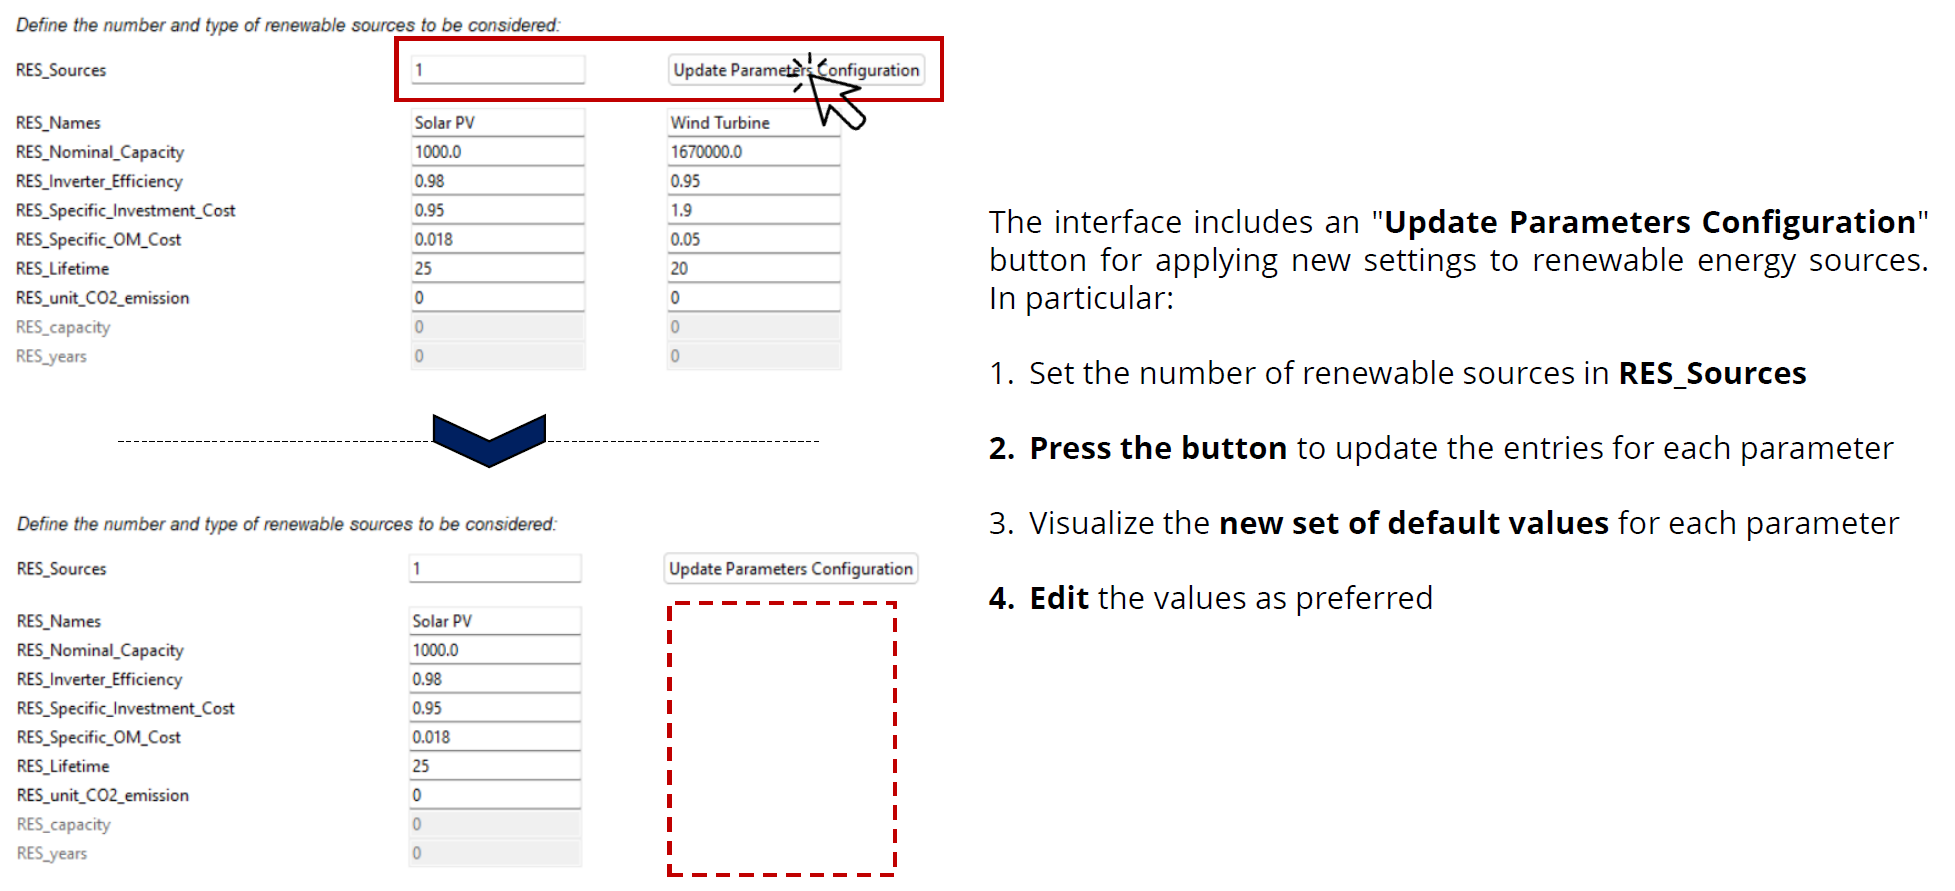 Define the number and type of renewable sources to be considered:
RES_Sources 1 Update Parameters Configuration
RES_Names Solar PV Wind Turbine
RES_Nominal_Capacity 1000.0 1670000.0
RES_Inverter_Efficiency 0.98 0.95
RES_Specific_Investment_Cost 0.95 1.9
RES_Specific_OM_Cost 0.018 0.05
RES_Lifetime 25 20
RES_unit_CO2_emission 0 0
RES_capacity 0 0
RES_years 0 0
Define the number and type of renewable sources to be considered:
RES_Sources 1 Update Parameters Configuration
RES_Names Solar PV
RES_Nominal_Capacity 1000.0
RES_Inverter_Efficiency 0.98
RES_Specific_Investment_Cost 0.95
RES_Specific_OM_Cost 0.018
RES_Lifetime 25
RES_unit_CO2_emission 0
RES_capacity 0
RES_years 0
The interface includes an "Update Parameters Configuration"
button for applying new settings to renewable energy sources.
In particular:
1. Set the number of renewable sources in RES_Sources
2. Press the button to update the entries for each parameter
3. Visualize the new set of default values for each parameter
4. Edit the values as preferred